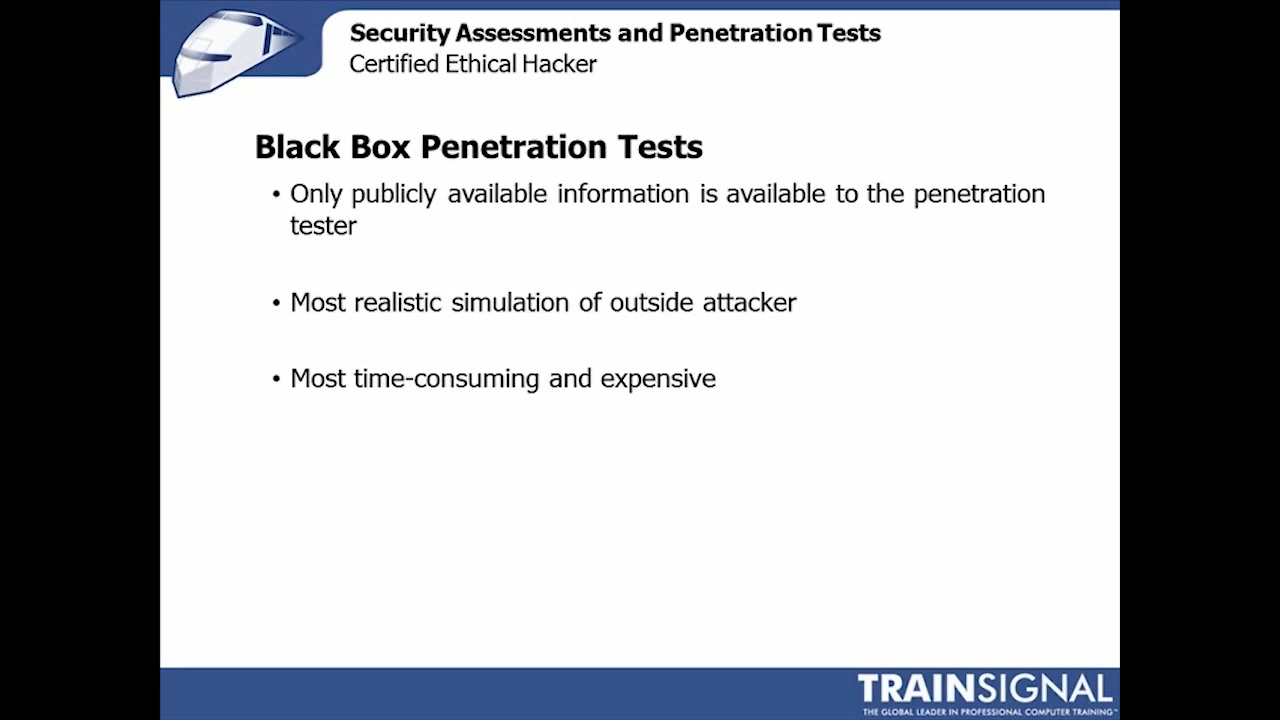 Security Assessments and Penetration Tests
Certified Ethical Hacker
Black Box Penetration Tests
• Only publicly available information is available to the penetration
tester
• Most realistic simulation of outside attacker
• Most time-consuming and expensive
TRAINSIGNAL
THE GLOBAL LEADER IN PROFESSIONAL COMPUTER TRAINING™